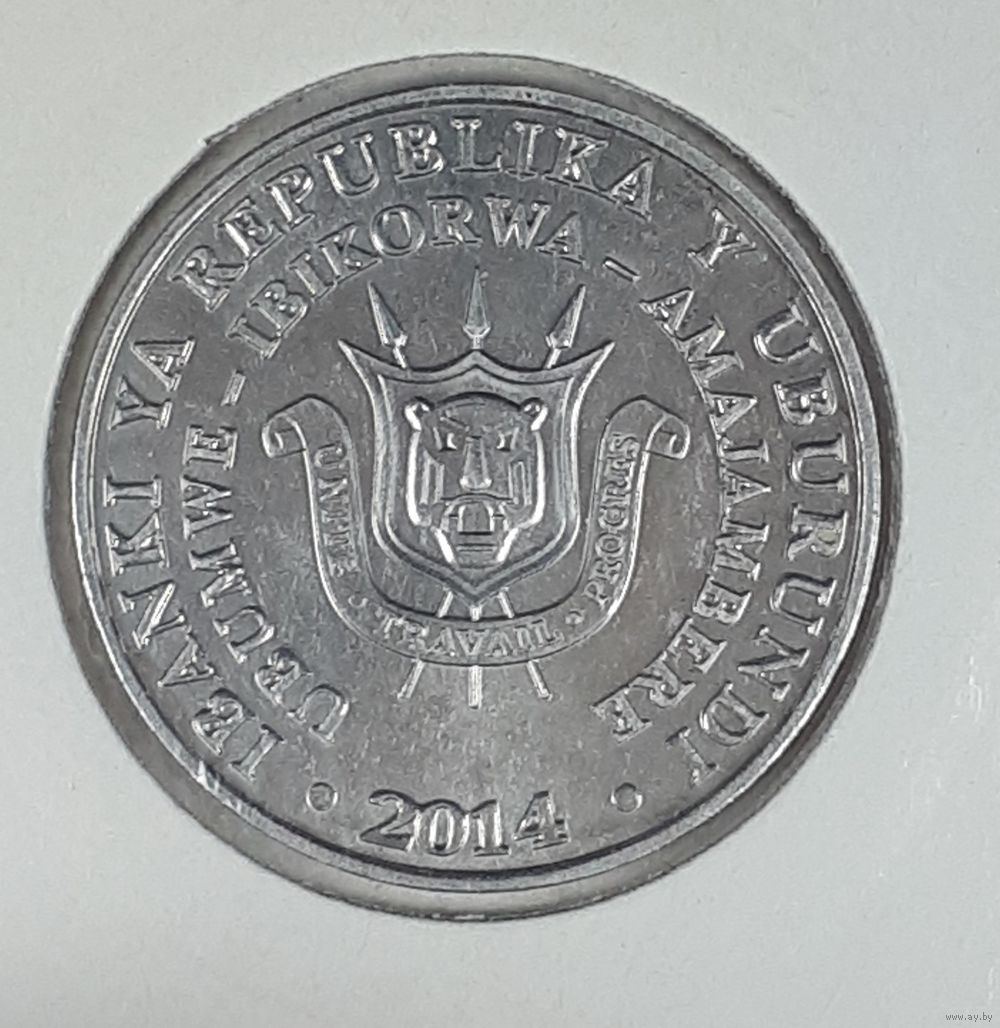 IBANKI YA REPUBLIKA Y UBURUNDI
UBUMWE - IBIKORWA - AMAJAMBERE
UNITE · TRAVAIL · PROGRES
· 2014 ·
www.ay.by